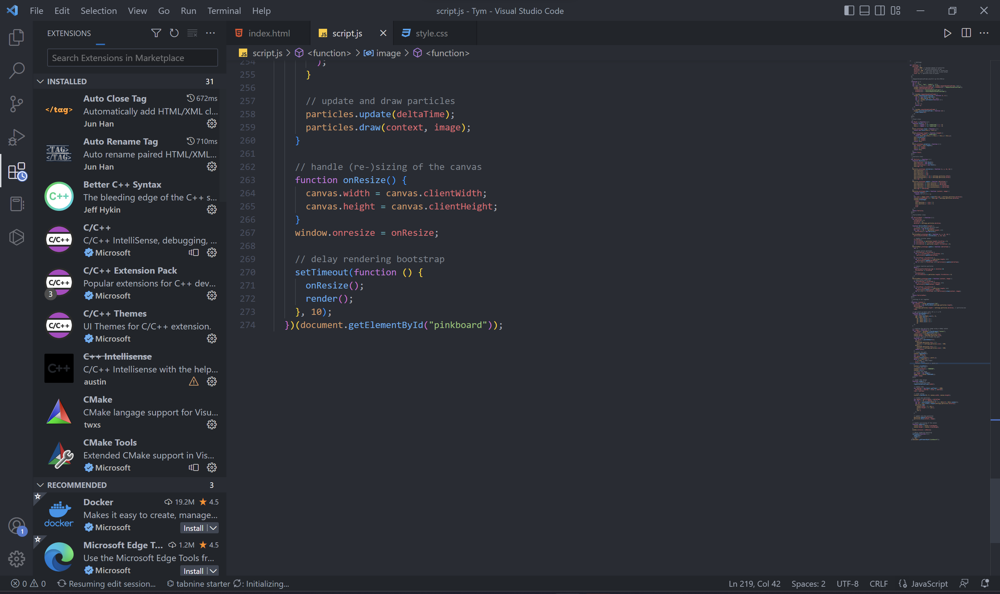 File Edit Selection View Go Run Terminal Help
script.js - Tym - Visual Studio Code
EXTENSIONS
Search Extensions in Marketplace
INSTALLED 31
</tag>
Auto Close Tag 672ms
Automatically add HTML/XML cl...
Jun Han
<TAG>
</TAG>
Auto Rename Tag 710ms
Auto rename paired HTML/XML...
Jun Han
C++
Better C++ Syntax
The bleeding edge of the C++ s...
Jeff Hykin
C/C++
C/C++
C/C++ IntelliSense, debugging, ...
Microsoft
C/C++
3
C/C++ Extension Pack
Popular extensions for C++ dev...
Microsoft
C/C++
C/C++ Themes
UI Themes for C/C++ extension.
Microsoft
C++
C++ Intellisense
C/C++ Intellisense with the help...
austin
CMake
CMake langage support for Visu...
twxs
CMake Tools
Extended CMake support in Vis...
Microsoft
RECOMMENDED 3
docker
Docker 19.2M 4.5
Makes it easy to create, manage...
Microsoft Install
Microsoft Edge T... 1.2M 4.5
Use the Microsoft Edge Tools fr...
Microsoft Install
1
index.html JS script.js style.css
JS script.js > <function> > image > <function>
254 );
255 }
256
257 // update and draw particles
258 particles.update(deltaTime);
259 particles.draw(context, image);
260 }
261
262 // handle (re-)sizing of the canvas
263 function onResize() {
264 canvas.width = canvas.clientWidth;
265 canvas.height = canvas.clientHeight;
266 }
267 window.onresize = onResize;
268
269 // delay rendering bootstrap
270 setTimeout(function () {
271 onResize();
272 render();
273 }, 10);
274 })(document.getElementById("pinkboard"));
0 0 Resuming edit session... tabnine starter : Initializing...
Ln 219, Col 42 Spaces: 2 UTF-8 CRLF JavaScript